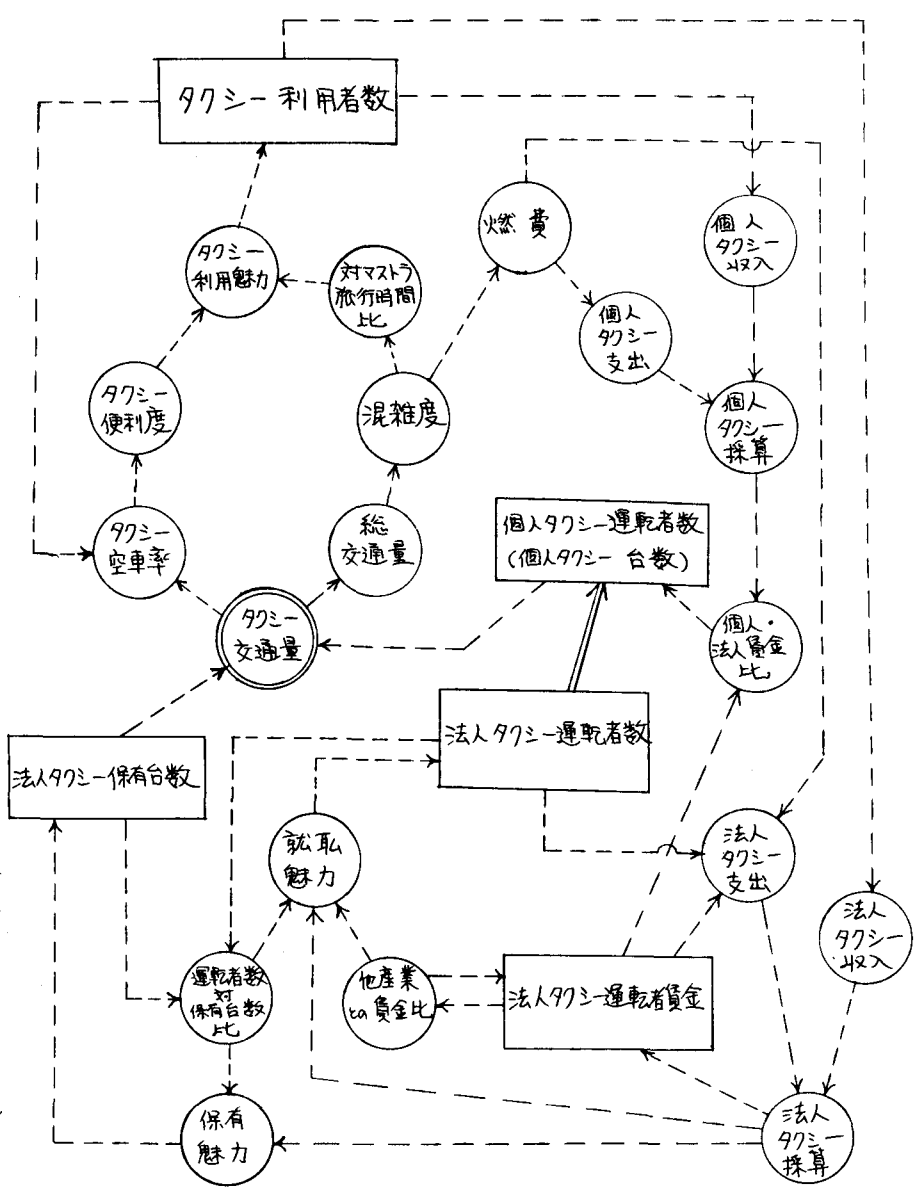 タクシー利用者数
タクシー
利用魅力
対マストラ
旅行時間
比
燃費
個人
タクシー
収入
個人
タクシー
支出
タクシー
便利度
混雑度
個人
タクシー
採算
タクシー
空車率
総
交通量
個人タクシー運転者数
(個人タクシー 台数)
タクシー
交通量
個人・
法人賃金
比
法人タクシー運転者数
法人タクシー保有台数
就職
魅力
法人
タクシー
支出
法人
タクシー
収入
運転者数
対
保有台数
比
他産業
との賃金比
法人タクシー運転者賃金
保有
魅力
法人
タクシー
採算